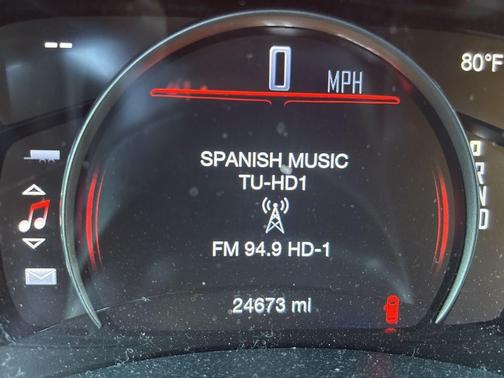 --
80°F
0 MPH
SPANISH MUSIC
TU-HD1
FM 94.9 HD-1
24673 mi
P
R
N
D